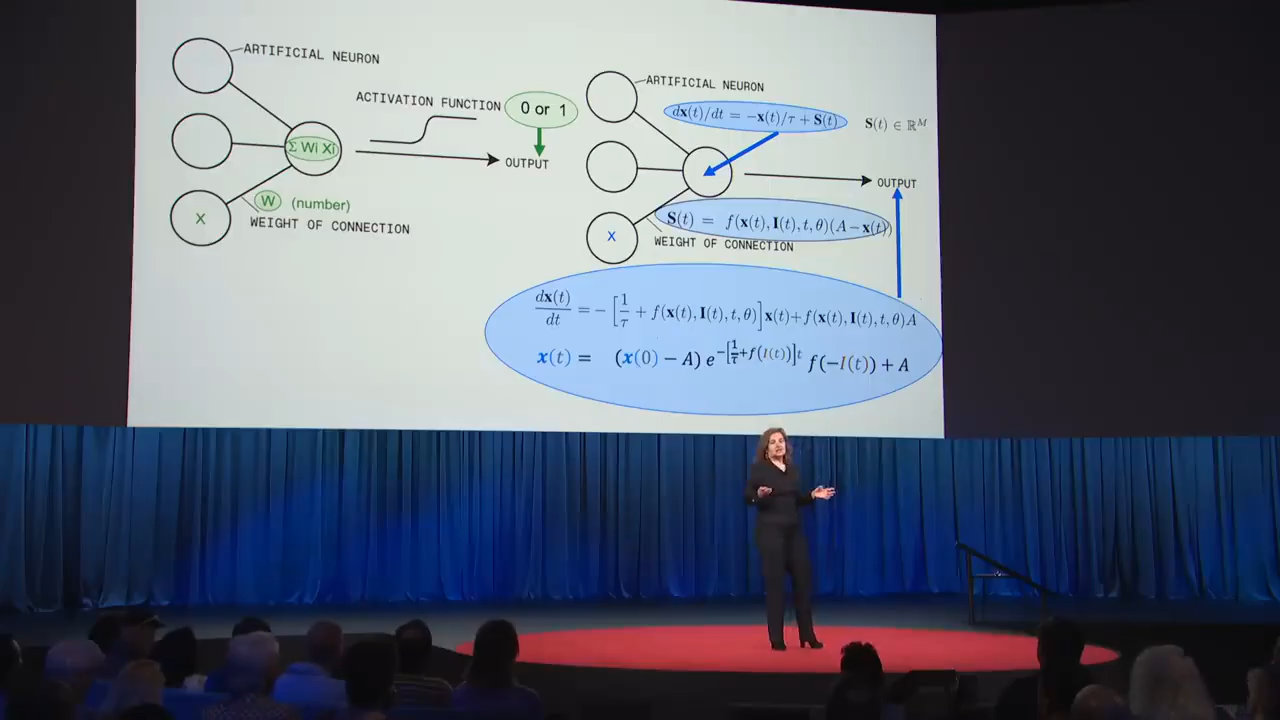 ARTIFICIAL NEURON
ACTIVATION FUNCTION
0 or 1
OUTPUT
Σ Wi Xi
W (number)
X
WEIGHT OF CONNECTION
ARTIFICIAL NEURON
dx(t)/dt = −x(t)/τ + S(t)
S(t) ∈ ℝ^M
OUTPUT
S(t) = f(x(t), I(t), t, θ)(A − x(t))
X
WEIGHT OF CONNECTION
dx(t)/dt = − [1/τ + f(x(t), I(t), t, θ)] x(t) + f(x(t), I(t), t, θ)A
x(t) = (x(0) − A) e^−[1/τ+f(I(t))]t f(−I(t)) + A